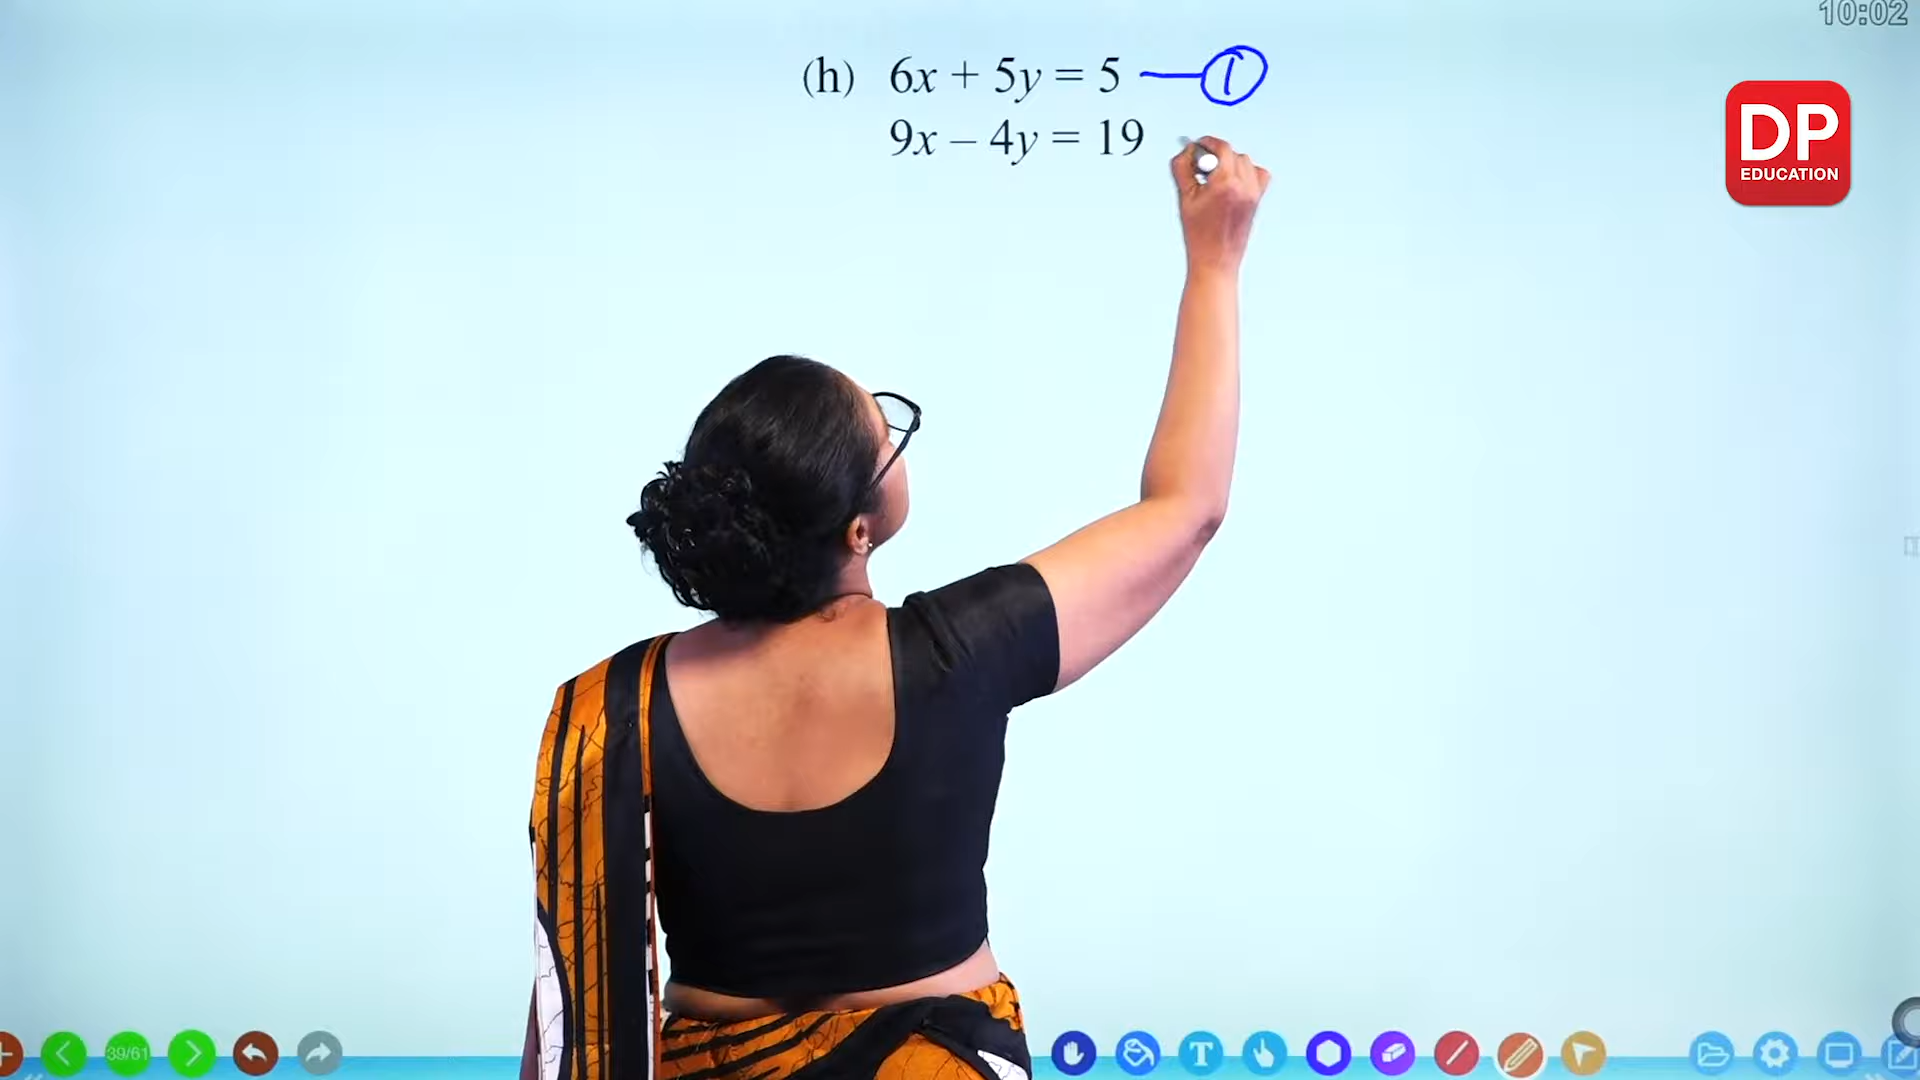 10:02
(h) 6x + 5y = 5 — ①
9x – 4y = 19
DP
EDUCATION
39/61
T